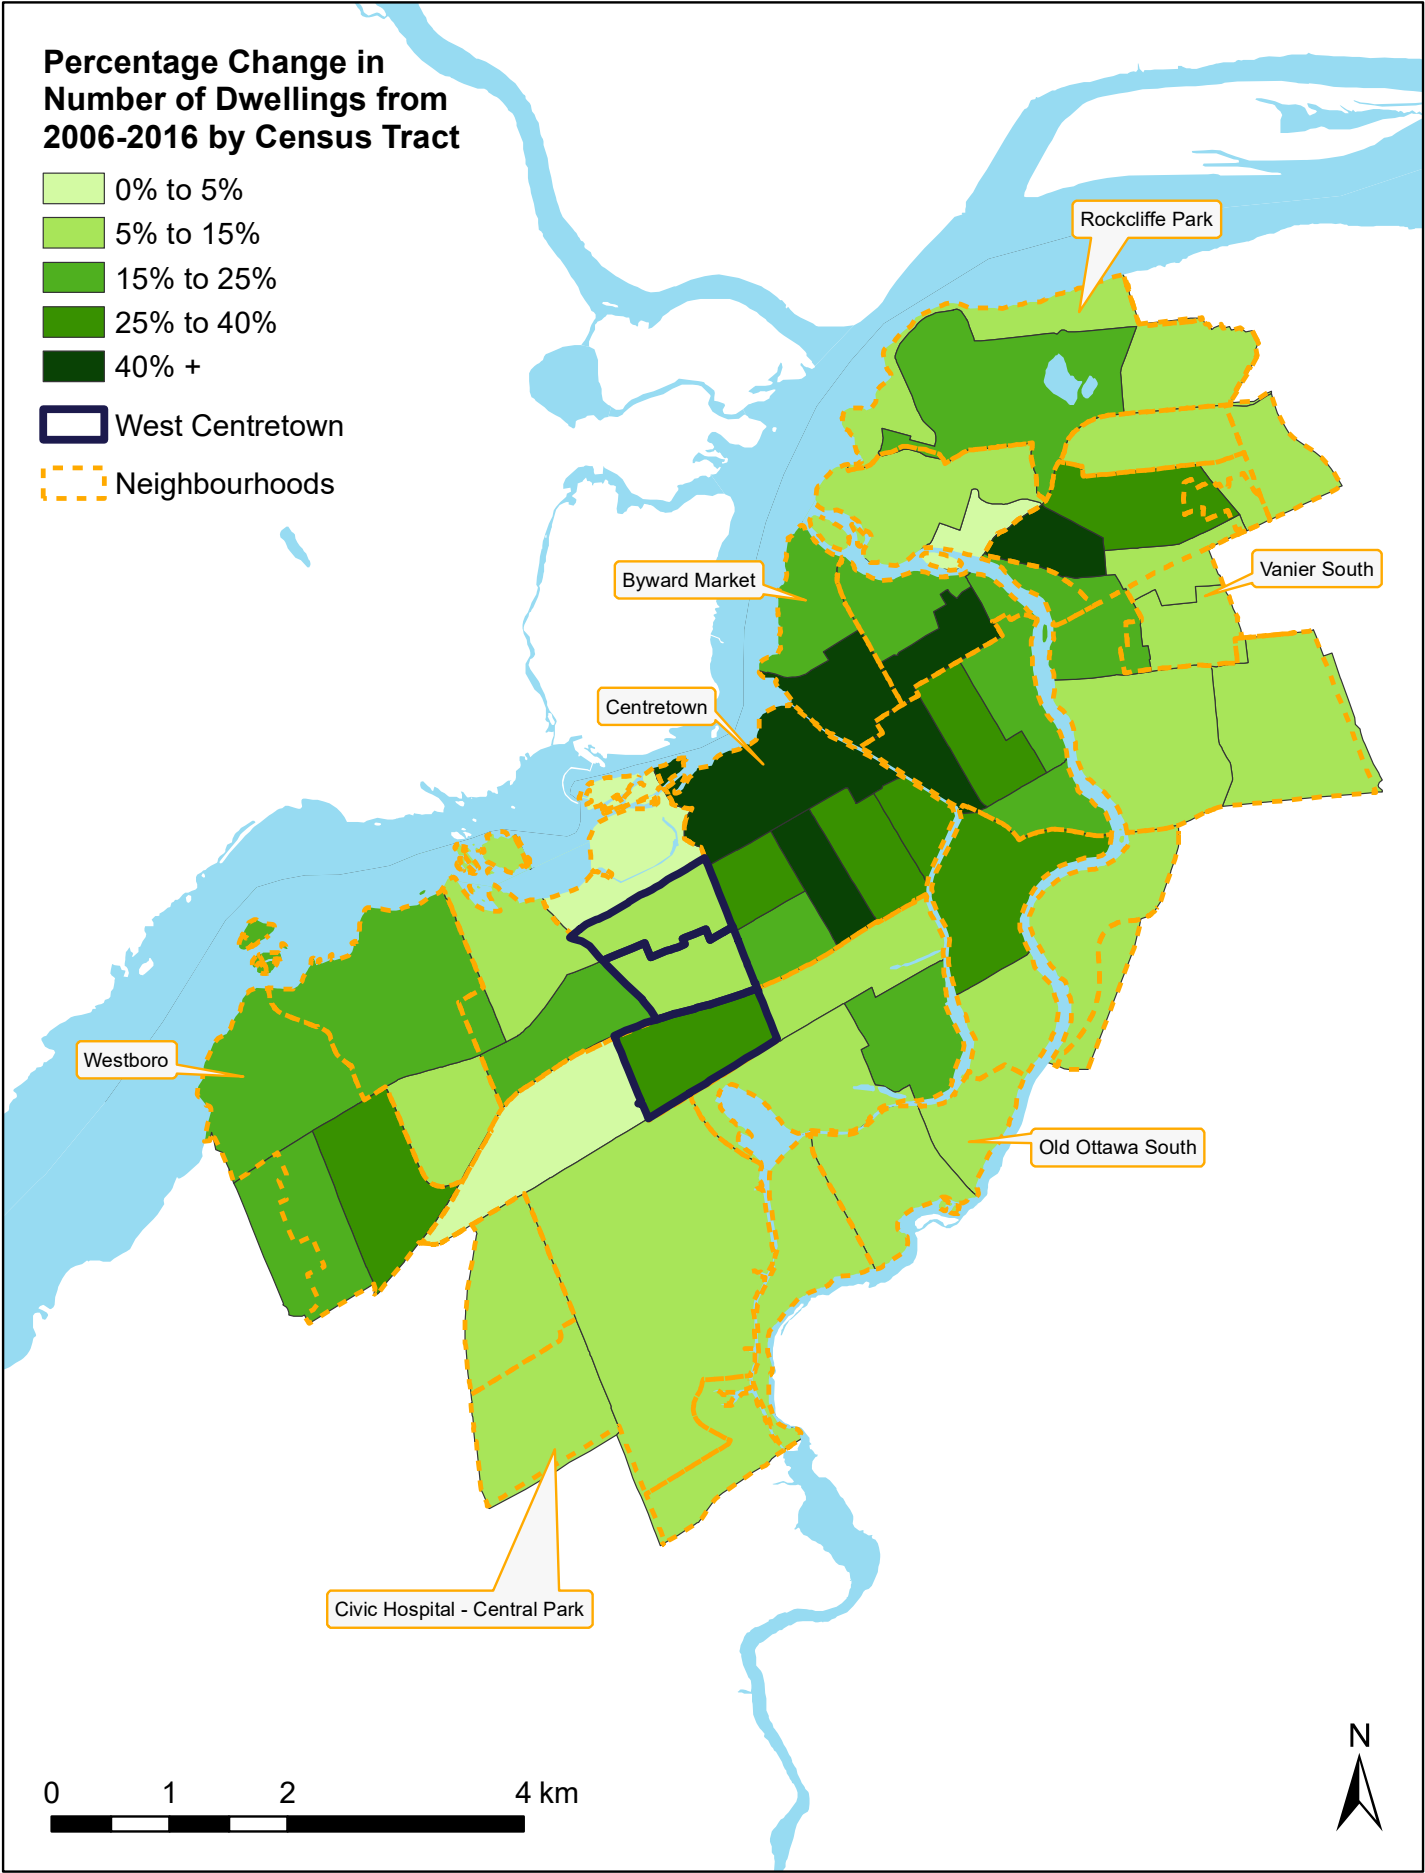 Percentage Change in
Number of Dwellings from
2006-2016 by Census Tract
0% to 5%
5% to 15%
15% to 25%
25% to 40%
40% +
West Centretown
Neighbourhoods
Rockcliffe Park
Byward Market
Vanier South
Centretown
Westboro
Old Ottawa South
Civic Hospital - Central Park
N
0 1 2 4 km